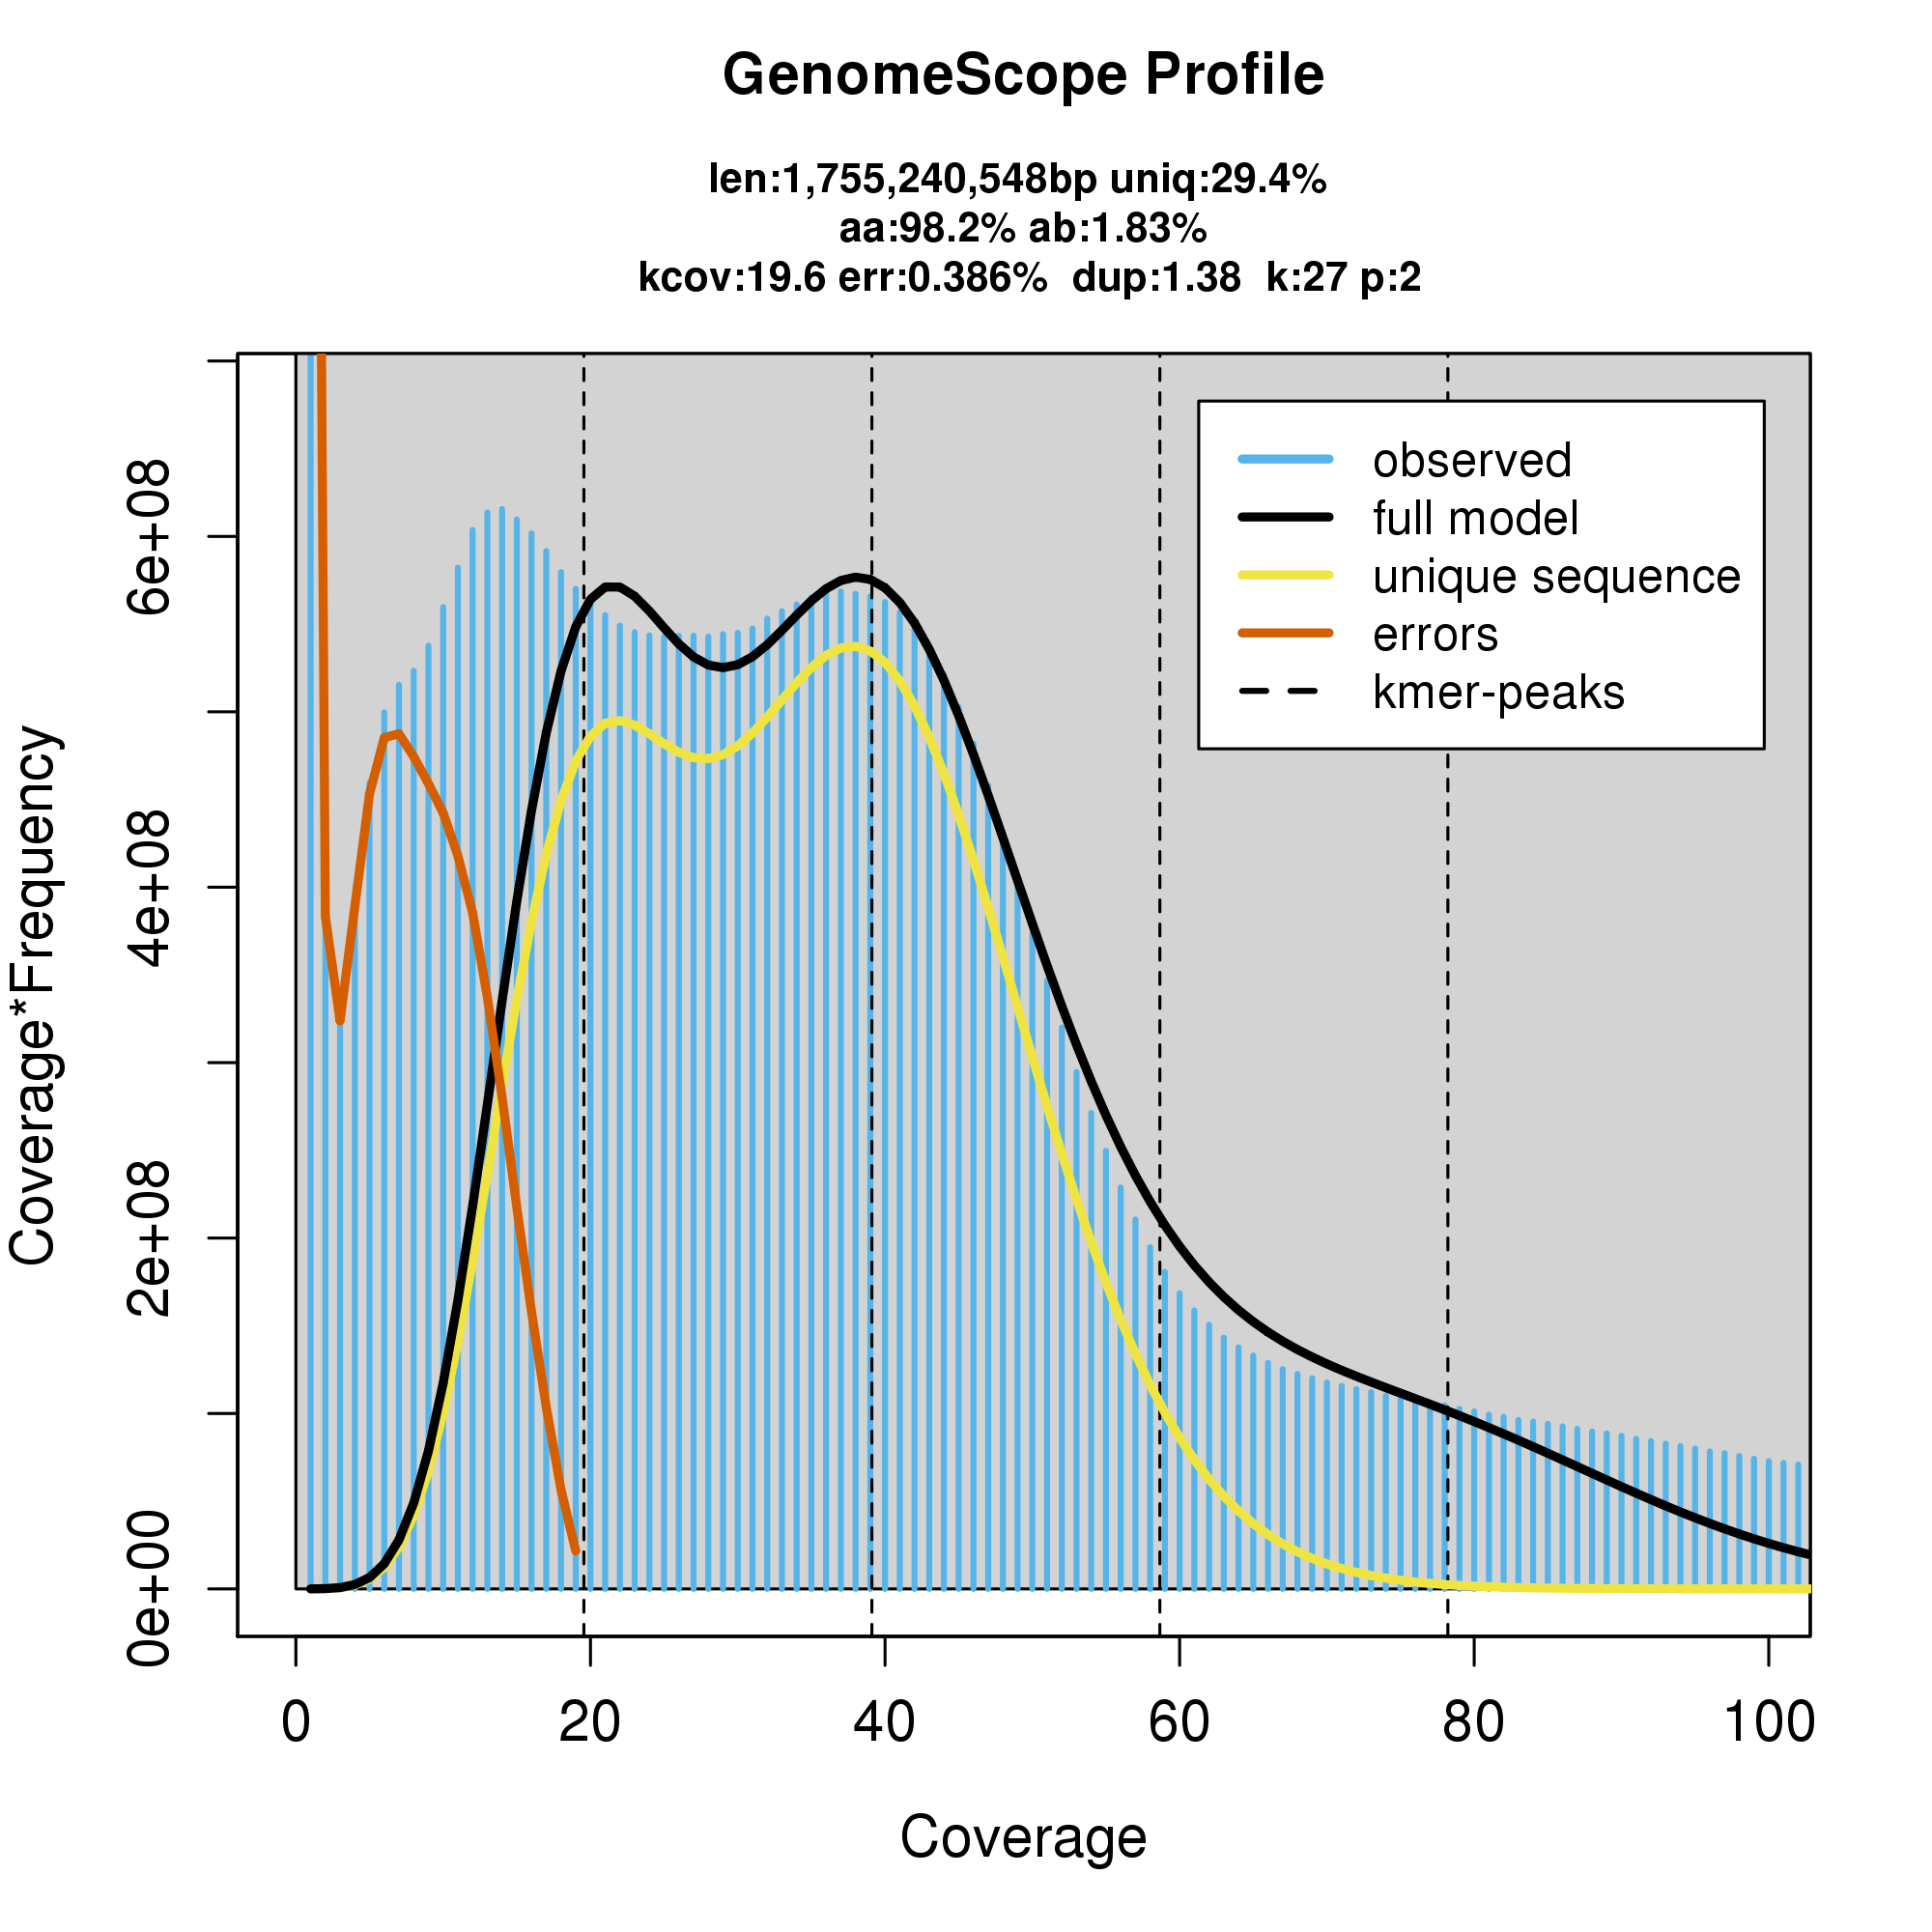 GenomeScope Profile
len:1,755,240,548bp uniq:29.4%
aa:98.2% ab:1.83%
kcov:19.6 err:0.386%  dup:1.38  k:27 p:2
observed
full model
unique sequence
errors
kmer-peaks
Coverage*Frequency
6e+08
4e+08
2e+08
0e+00
0 20 40 60 80 100
Coverage